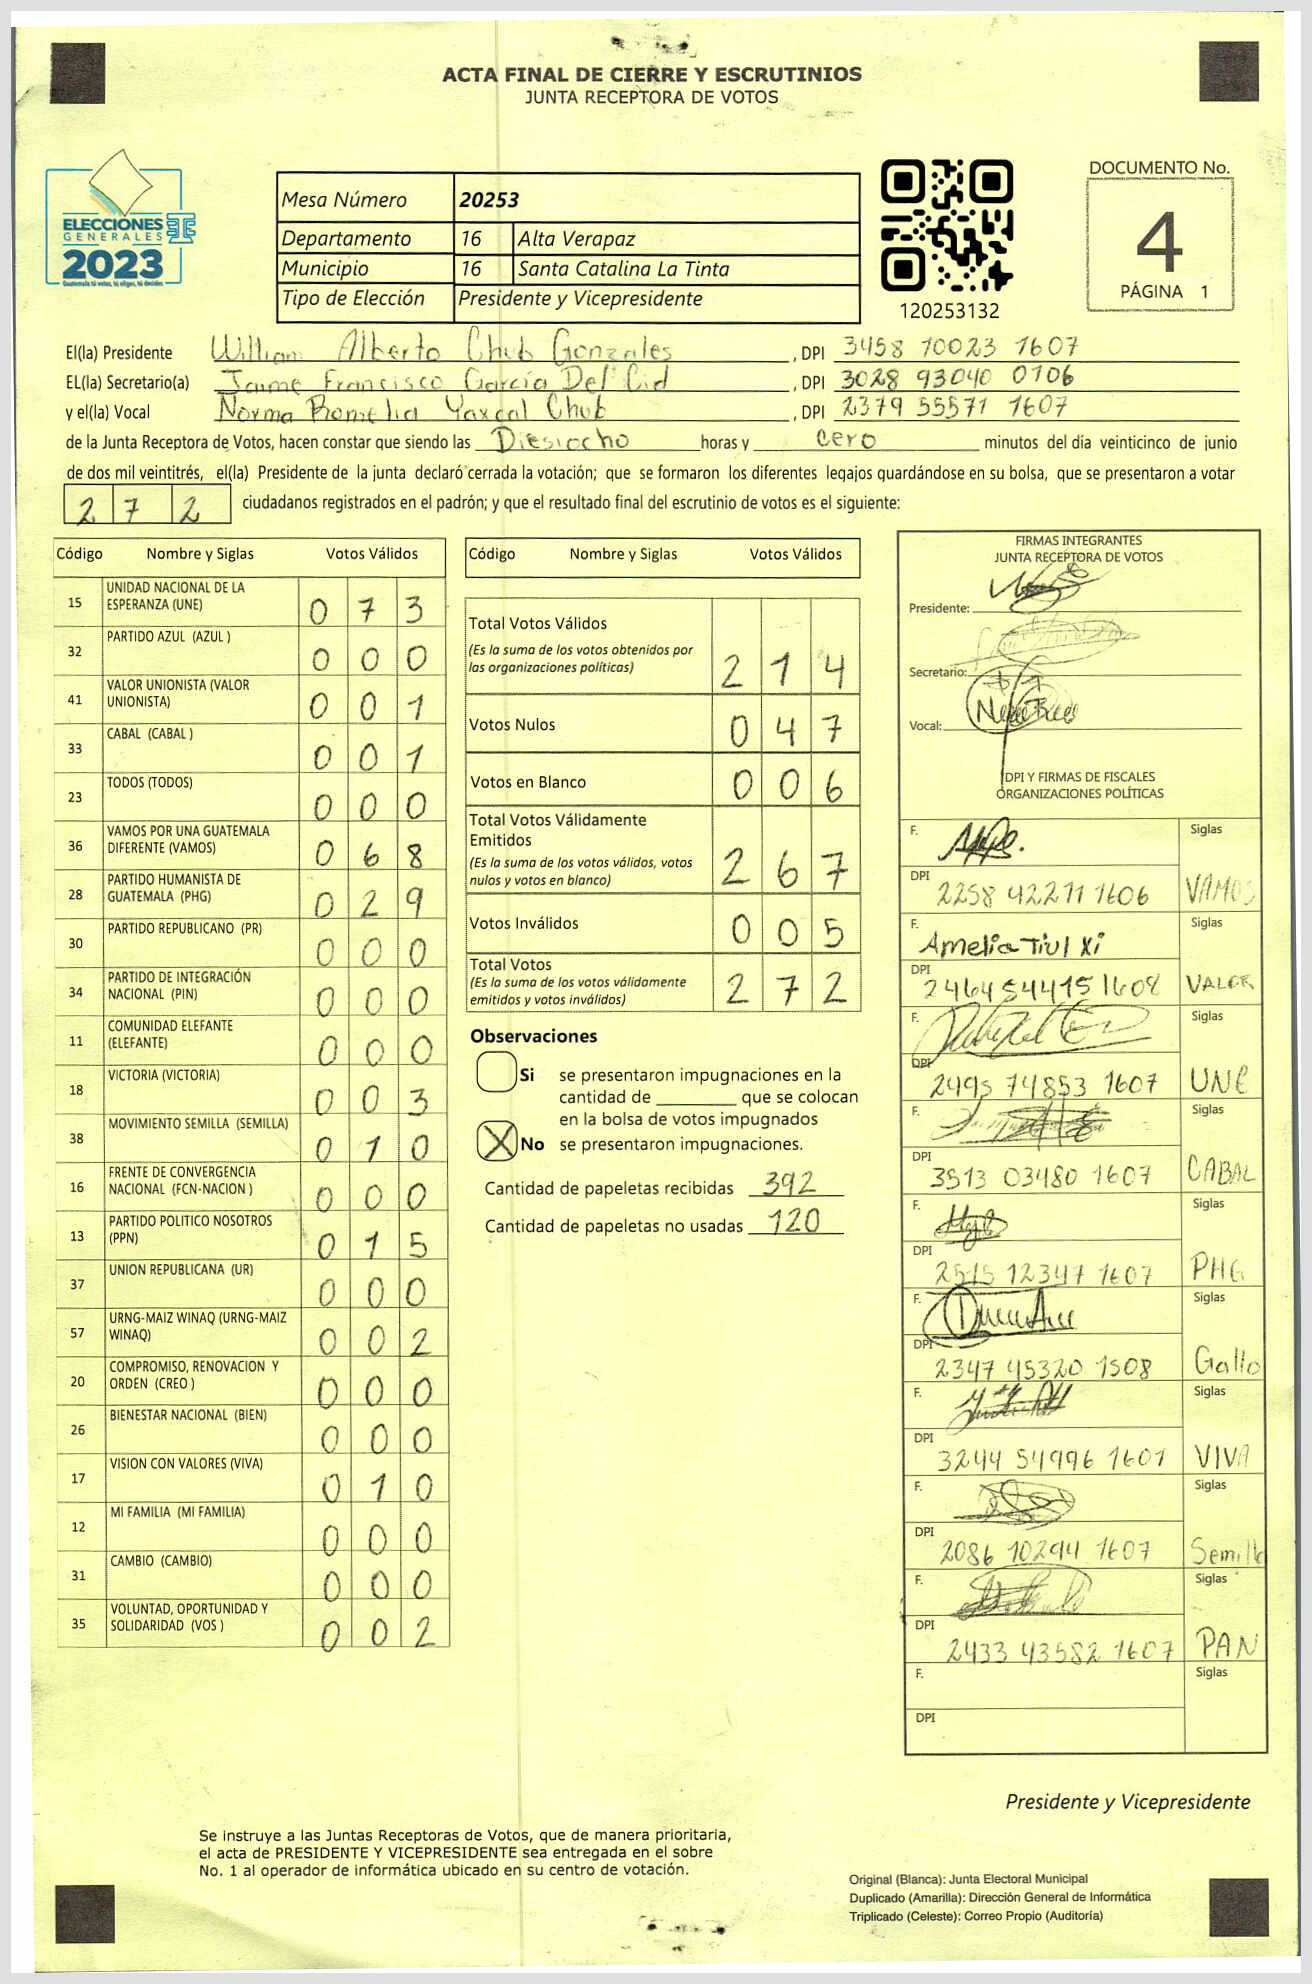 ACTA FINAL DE CIERRE Y ESCRUTINIOS
JUNTA RECEPTORA DE VOTOS
ELECCIONES
GENERALES
2023
Guatemala tú votas, tú eliges, tú decides
Mesa Número 20253
Departamento 16 Alta Verapaz
Municipio 16 Santa Catalina La Tinta
Tipo de Elección Presidente y Vicepresidente
120253132
DOCUMENTO No.
4
PÁGINA 1
El(la) Presidente William Alberto Chub Gonzales, DPI 3458 10023 1607
EL(la) Secretario(a) Jaime Francisco García Del Cid, DPI 3028 93040 0106
y el(la) Vocal Norma Romelia Yaxcal Chub, DPI 2379 55571 1607
de la Junta Receptora de Votos, hacen constar que siendo las Diesiocho horas y cero minutos del día veinticinco de junio
de dos mil veintitrés, el(la) Presidente de la junta declaró cerrada la votación; que se formaron los diferentes legajos guardándose en su bolsa, que se presentaron a votar
272 ciudadanos registrados en el padrón; y que el resultado final del escrutinio de votos es el siguiente:
Código Nombre y Siglas Votos Válidos
15 UNIDAD NACIONAL DE LA ESPERANZA (UNE) 0 7 3
32 PARTIDO AZUL (AZUL ) 0 0 0
41 VALOR UNIONISTA (VALOR UNIONISTA) 0 0 1
33 CABAL (CABAL ) 0 0 1
23 TODOS (TODOS) 0 0 0
36 VAMOS POR UNA GUATEMALA DIFERENTE (VAMOS) 0 6 8
28 PARTIDO HUMANISTA DE GUATEMALA (PHG) 0 2 9
30 PARTIDO REPUBLICANO (PR) 0 0 0
34 PARTIDO DE INTEGRACIÓN NACIONAL (PIN) 0 0 0
11 COMUNIDAD ELEFANTE (ELEFANTE) 0 0 0
18 VICTORIA (VICTORIA) 0 0 3
38 MOVIMIENTO SEMILLA (SEMILLA) 0 1 0
16 FRENTE DE CONVERGENCIA NACIONAL (FCN-NACION ) 0 0 0
13 PARTIDO POLITICO NOSOTROS (PPN) 0 1 5
37 UNION REPUBLICANA (UR) 0 0 0
57 URNG-MAIZ WINAQ (URNG-MAIZ WINAQ) 0 0 2
20 COMPROMISO, RENOVACION Y ORDEN (CREO ) 0 0 0
26 BIENESTAR NACIONAL (BIEN) 0 0 0
17 VISION CON VALORES (VIVA) 0 1 0
12 MI FAMILIA (MI FAMILIA) 0 0 0
31 CAMBIO (CAMBIO) 0 0 0
35 VOLUNTAD, OPORTUNIDAD Y SOLIDARIDAD (VOS ) 0 0 2
Código Nombre y Siglas Votos Válidos
Total Votos Válidos 2 1 4
(Es la suma de los votos obtenidos por
las organizaciones políticas)
Votos Nulos 0 4 7
Votos en Blanco 0 0 6
Total Votos Válidamente
Emitidos 2 6 7
(Es la suma de los votos válidos, votos
nulos y votos en blanco)
Votos Inválidos 0 0 5
Total Votos 2 7 2
(Es la suma de los votos válidamente
emitidos y votos inválidos)
Observaciones
Si se presentaron impugnaciones en la
cantidad de ________ que se colocan
en la bolsa de votos impugnados
X No se presentaron impugnaciones.
Cantidad de papeletas recibidas 392
Cantidad de papeletas no usadas 120
FIRMAS INTEGRANTES
JUNTA RECEPTORA DE VOTOS
Presidente:
Secretario:
Vocal:
DPI Y FIRMAS DE FISCALES
ORGANIZACIONES POLÍTICAS
F. Siglas
DPI 2258 42211 1606 VAMOS
F. Amelia Tiul Xi Siglas
DPI 2464 54415 1608 VALOR
F. Siglas
DPI 2495 74853 1607 UNE
F. Siglas
DPI 3513 03480 1607 CABAL
F. Siglas
DPI 2515 12347 1607 PHG
F. Siglas
DPI 2347 45320 1508 Gallo
F. Siglas
DPI 3244 54996 1601 VIVA
F. Siglas
DPI 2086 10294 1607 Semilla
F. Siglas
DPI 2433 43582 1607 PAN
F. Siglas
DPI
Presidente y Vicepresidente
Se instruye a las Juntas Receptoras de Votos, que de manera prioritaria,
el acta de PRESIDENTE Y VICEPRESIDENTE sea entregada en el sobre
No. 1 al operador de informática ubicado en su centro de votación.
Original (Blanca): Junta Electoral Municipal
Duplicado (Amarilla): Dirección General de Informática
Triplicado (Celeste): Correo Propio (Auditoría)